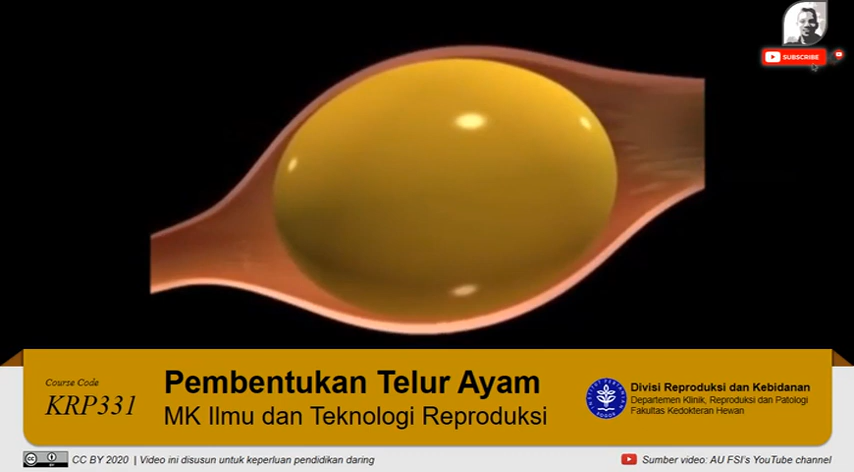 SUBSCRIBE
Course Code
KRP331
Pembentukan Telur Ayam
MK Ilmu dan Teknologi Reproduksi
Divisi Reproduksi dan Kebidanan
Departemen Klinik, Reproduksi dan Patologi
Fakultas Kedokteran Hewan
CC BY 2020 | Video ini disusun untuk keperluan pendidikan daring
Sumber video: AU FSI's YouTube channel